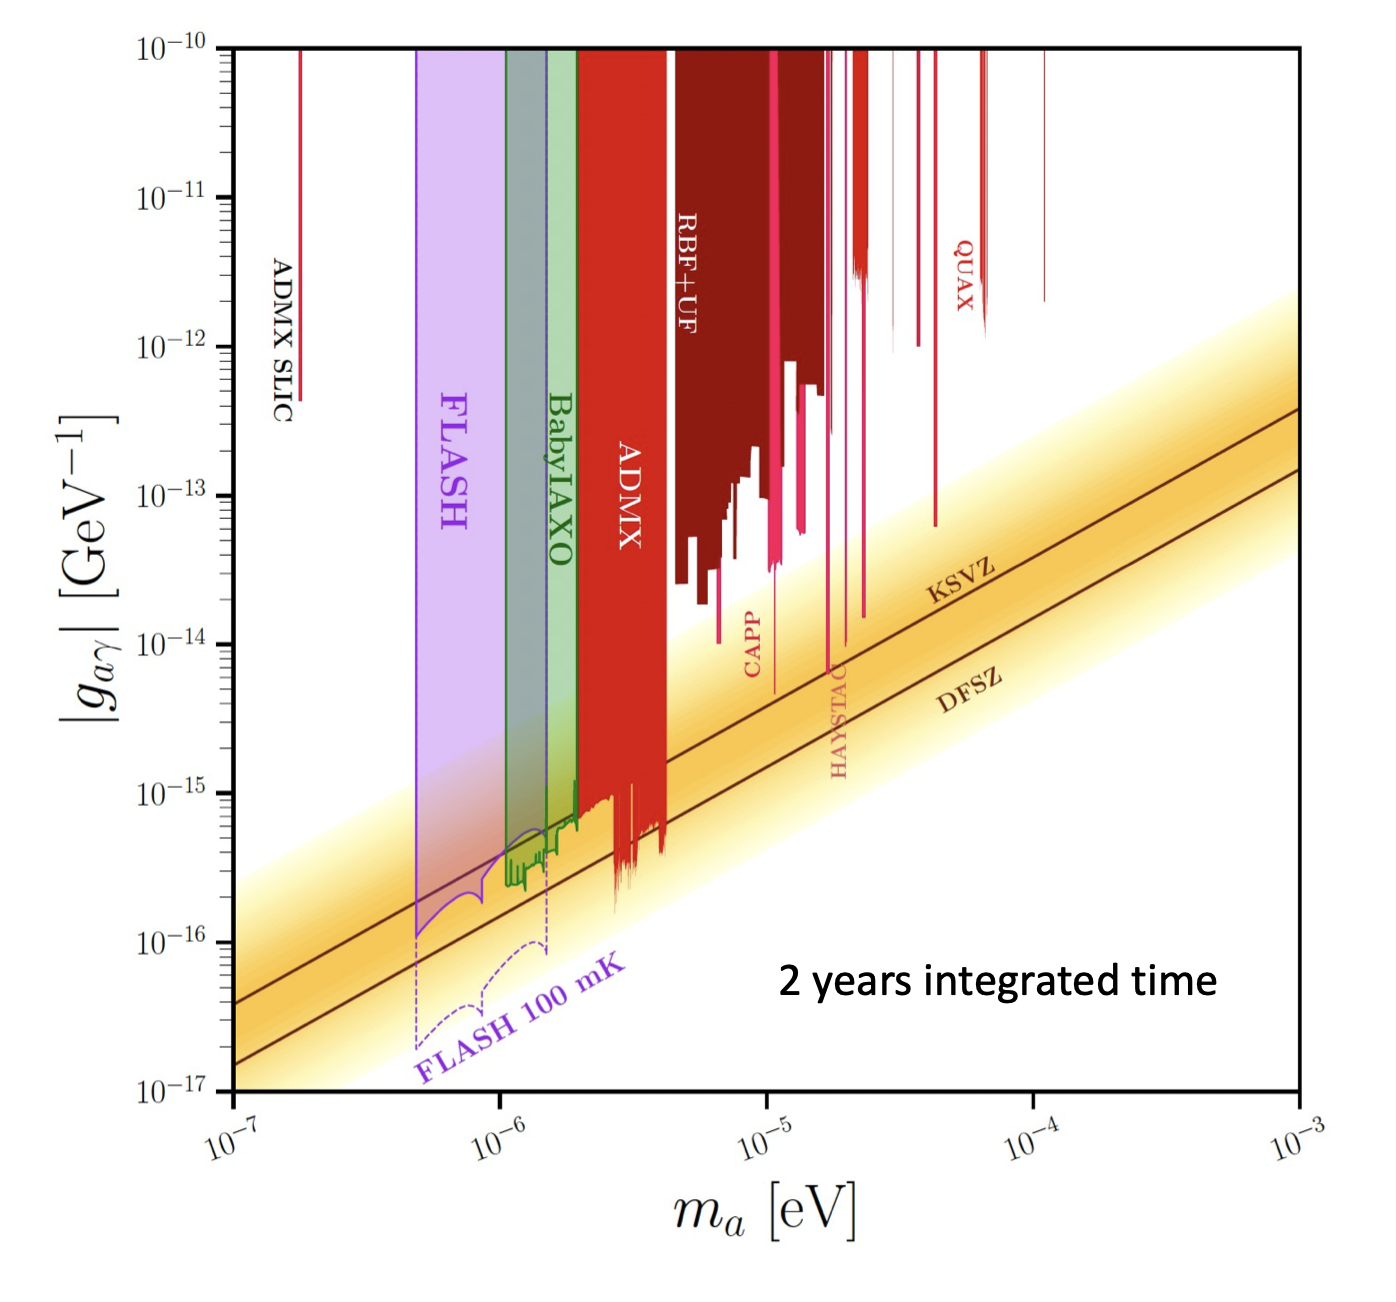 10⁻¹⁰
10⁻¹¹
10⁻¹²
10⁻¹³
10⁻¹⁴
10⁻¹⁵
10⁻¹⁶
10⁻¹⁷
|gₐᵧ| [GeV⁻¹]
ADMX SLIC
FLASH
BabyIAXO
ADMX
RBF+UF
CAPP
HAYSTAC
QUAX
KSVZ
DFSZ
FLASH 100 mK
2 years integrated time
10⁻⁷
10⁻⁶
10⁻⁵
10⁻⁴
10⁻³
mₐ [eV]